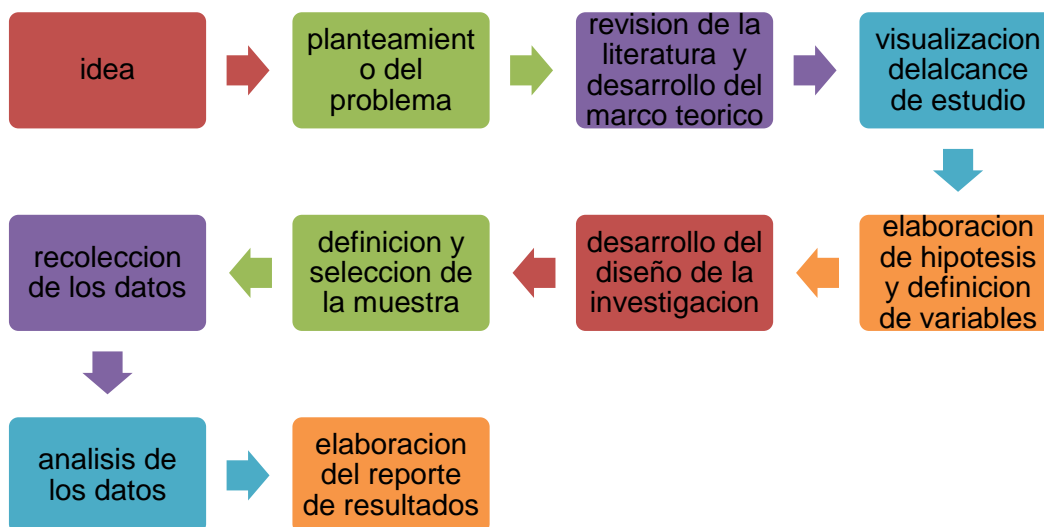 idea
planteamient
o del
problema
revision de la
literatura y
desarrollo del
marco teorico
visualizacion
delalcance
de estudio
elaboracion
de hipotesis
y definicion
de variables
desarrollo del
diseño de la
investigacion
definicion y
seleccion de
la muestra
recoleccion
de los datos
analisis de
los datos
elaboracion
del reporte
de resultados